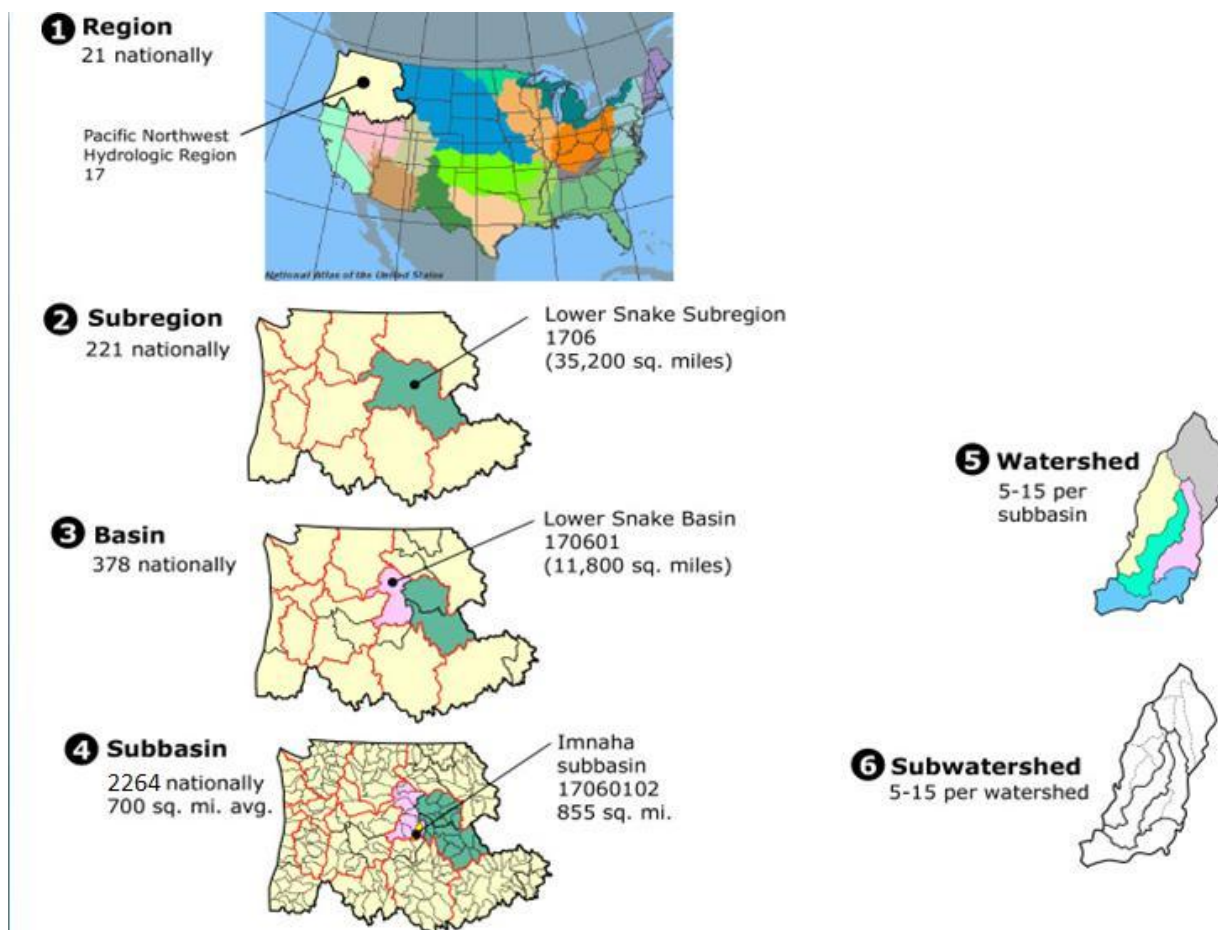 1 Region
21 nationally
Pacific Northwest
Hydrologic Region
17
National Atlas of the United States
2 Subregion
221 nationally
Lower Snake Subregion
1706
(35,200 sq. miles)
3 Basin
378 nationally
Lower Snake Basin
170601
(11,800 sq. miles)
4 Subbasin
2264 nationally
700 sq. mi. avg.
Imnaha
subbasin
17060102
855 sq. mi.
5 Watershed
5-15 per
subbasin
6 Subwatershed
5-15 per watershed